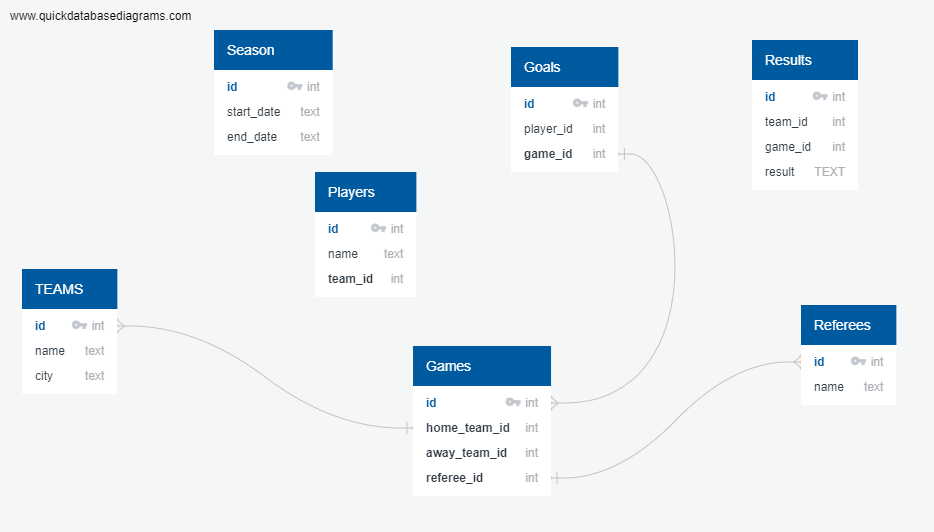 www.quickdatabasediagrams.com
Season
id int
start_date text
end_date text
Goals
id int
player_id int
game_id int
Results
id int
team_id int
game_id int
result TEXT
Players
id int
name text
team_id int
TEAMS
id int
name text
city text
Games
id int
home_team_id int
away_team_id int
referee_id int
Referees
id int
name text